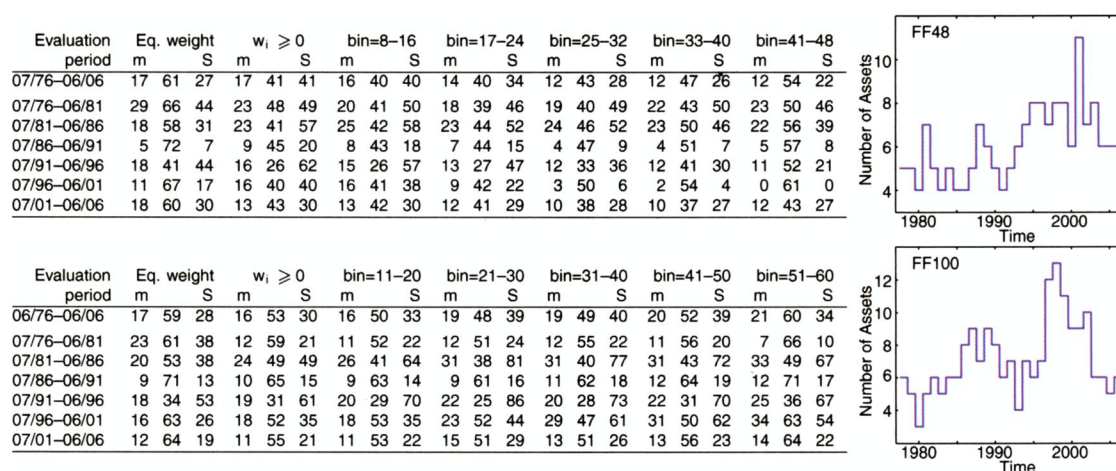 Evaluation Eq. weight wᵢ ⩾ 0 bin=8–16 bin=17–24 bin=25–32 bin=33–40 bin=41–48
period m S m S m S m S m S m S m S
07/76–06/06 17 61 27 17 41 41 16 40 40 14 40 34 12 43 28 12 47 26 12 54 22
07/76–06/81 29 66 44 23 48 49 20 41 50 18 39 46 19 40 49 22 43 50 23 50 46
07/81–06/86 18 58 31 23 41 57 25 42 58 23 44 52 24 46 52 23 50 46 22 56 39
07/86–06/91 5 72 7 9 45 20 8 43 18 7 44 15 4 47 9 4 51 7 5 57 8
07/91–06/96 18 41 44 16 26 62 15 26 57 13 27 47 12 33 36 12 41 30 11 52 21
07/96–06/01 11 67 17 16 40 40 16 41 38 9 42 22 3 50 6 2 54 4 0 61 0
07/01–06/06 18 60 30 13 43 30 13 42 30 12 41 29 10 38 28 10 37 27 12 43 27
FF48
Number of Assets
10
8
6
4
1980 1990 2000
Time
Evaluation Eq. weight wᵢ ⩾ 0 bin=11–20 bin=21–30 bin=31–40 bin=41–50 bin=51–60
period m S m S m S m S m S m S m S
06/76–06/06 17 59 28 16 53 30 16 50 33 19 48 39 19 49 40 20 52 39 21 60 34
07/76–06/81 23 61 38 12 59 21 11 52 22 12 51 24 12 55 22 11 56 20 7 66 10
07/81–06/86 20 53 38 24 49 49 26 41 64 31 38 81 31 40 77 31 43 72 33 49 67
07/86–06/91 9 71 13 10 65 15 9 63 14 9 61 16 11 62 18 12 64 19 12 71 17
07/91–06/96 18 34 53 19 31 61 20 29 70 22 25 86 20 28 73 22 31 70 25 36 67
07/96–06/01 16 63 26 18 52 35 18 53 35 23 52 44 29 47 61 31 50 62 34 63 54
07/01–06/06 12 64 19 11 55 21 11 53 22 15 51 29 13 51 26 13 56 23 14 64 22
FF100
Number of Assets
12
10
8
6
4
1980 1990 2000
Time